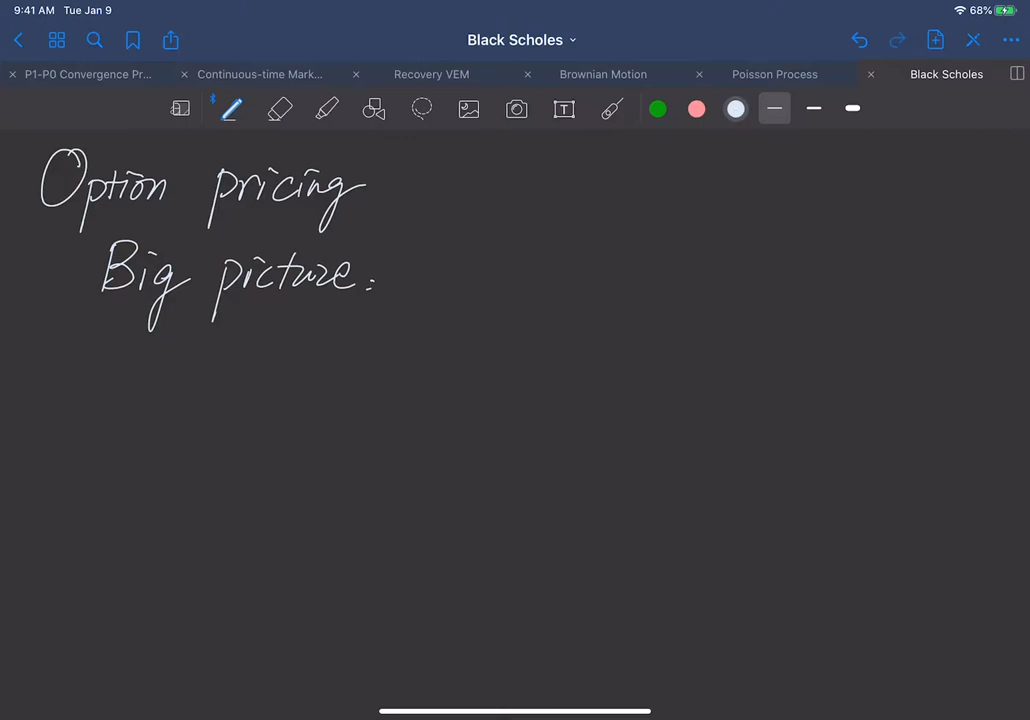 9:41 AM Tue Jan 9 68%
Black Scholes
P1-P0 Convergence Pr... Continuous-time Mark... Recovery VEM Brownian Motion Poisson Process Black Scholes
Option pricing
Big picture: